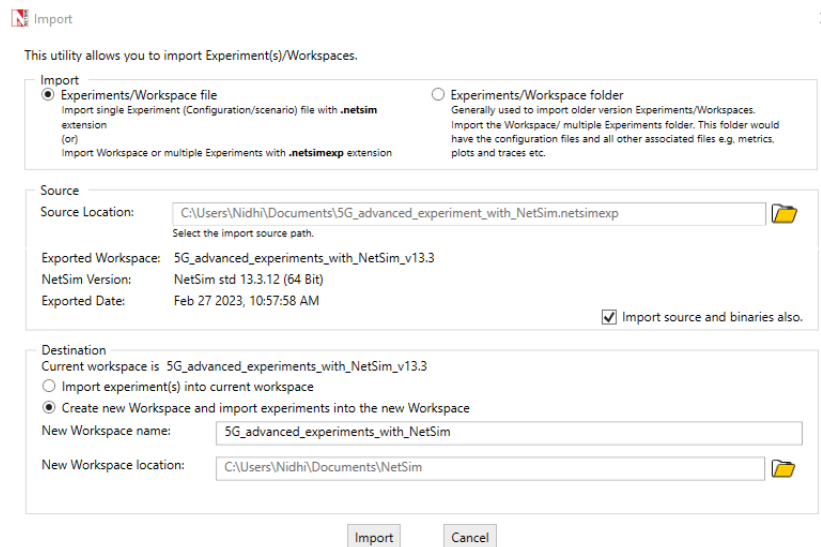 Import
This utility allows you to import Experiment(s)/Workspaces.
Import
Experiments/Workspace file
Import single Experiment (Configuration/scenario) file with .netsim
extension
(or)
Import Workspace or multiple Experiments with .netsimexp extension
Experiments/Workspace folder
Generally used to import older version Experiments/Workspaces.
Import the Workspace/ multiple Experiments folder. This folder would
have the configuration files and all other associated files e.g, metrics,
plots and traces etc.
Source
Source Location: C:\Users\Nidhi\Documents\5G_advanced_experiment_with_NetSim.netsimexp
Select the import source path.
Exported Workspace: 5G_advanced_experiments_with_NetSim_v13.3
NetSim Version: NetSim std 13.3.12 (64 Bit)
Exported Date: Feb 27 2023, 10:57:58 AM
Import source and binaries also.
Destination
Current workspace is 5G_advanced_experiments_with_NetSim_v13.3
Import experiment(s) into current workspace
Create new Workspace and import experiments into the new Workspace
New Workspace name: 5G_advanced_experiments_with_NetSim
New Workspace location: C:\Users\Nidhi\Documents\NetSim
Import Cancel